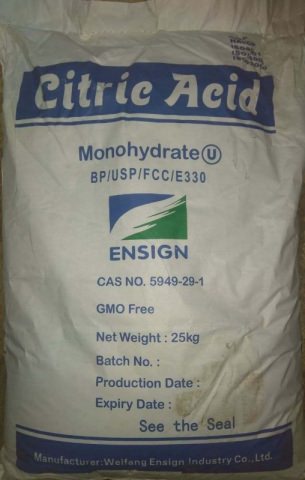 HACCP
Citric Acid
Monohydrate U
BP/USP/FCC/E330
ENSIGN
CAS NO. 5949-29-1
GMO Free
Net Weight : 25kg
Batch No. :
Production Date :
Expiry Date :
See the Seal
Manufacturer:Weifang Ensign Industry Co.,Ltd.